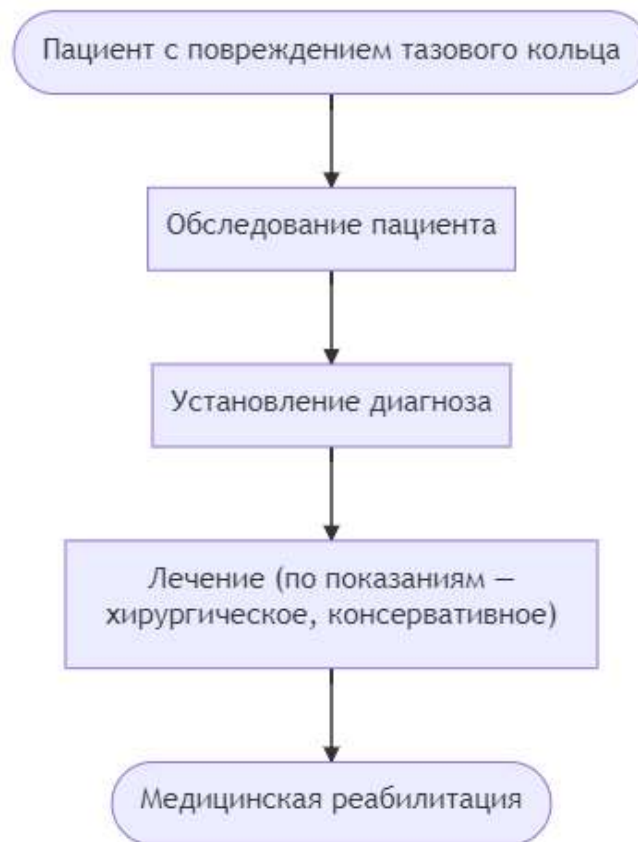 Пациент с повреждением тазового кольца
Обследование пациента
Установление диагноза
Лечение (по показаниям –
хирургическое, консервативное)
Медицинская реабилитация